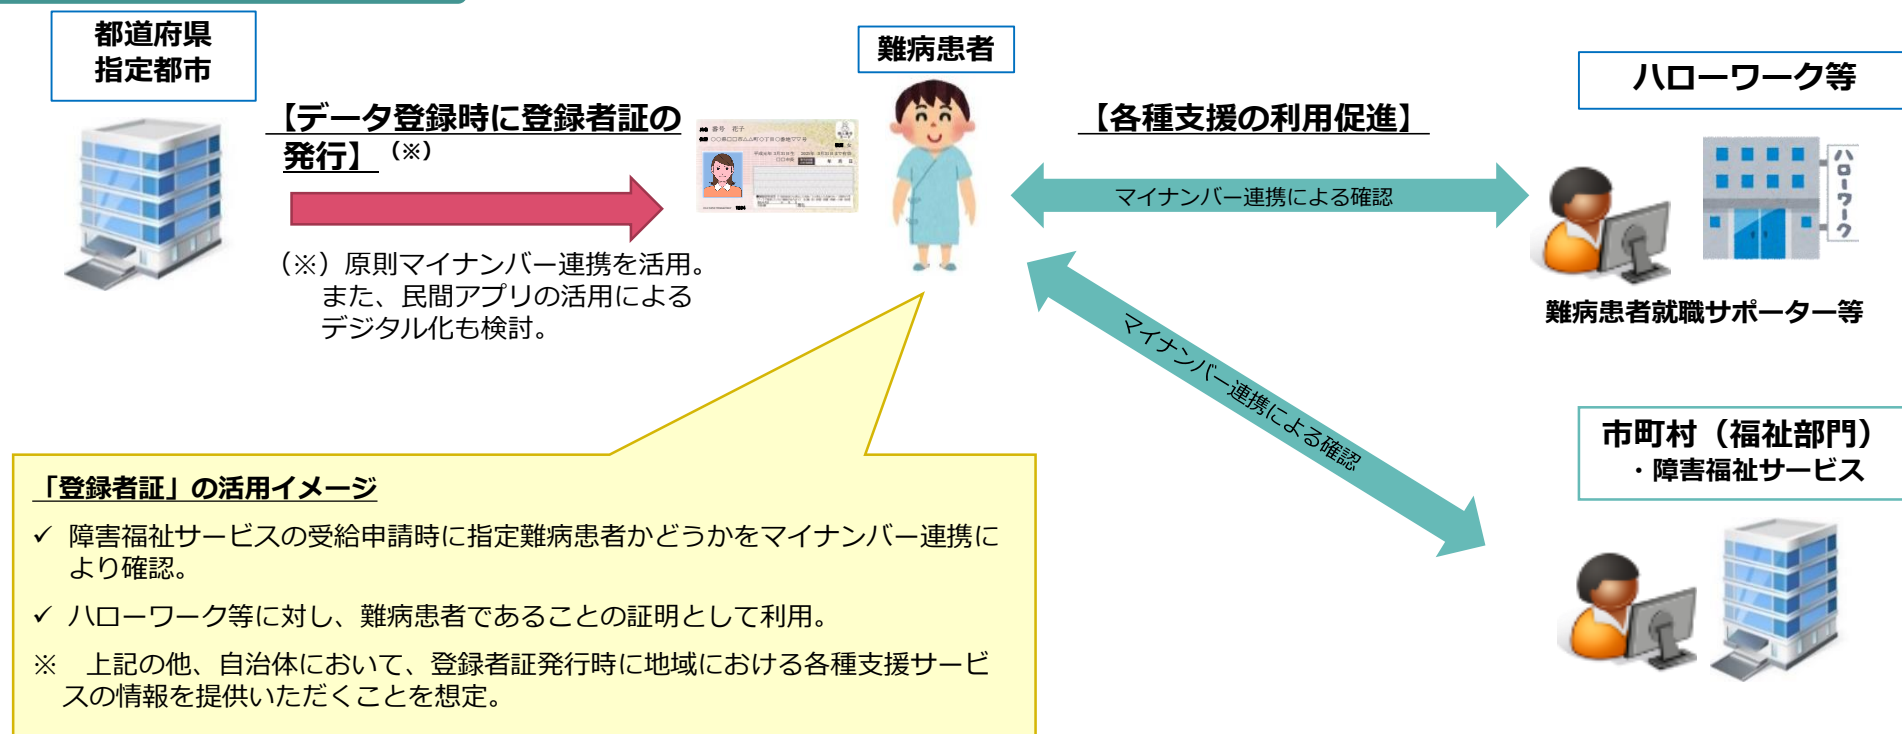 都道府県
指定都市
難病患者
ハローワーク等
【データ登録時に登録者証の
発行】（※）
番号 花子
【各種支援の利用促進】
マイナンバー連携による確認
ハローワーク
（※）原則マイナンバー連携を活用。
また、民間アプリの活用による
デジタル化も検討。
難病患者就職サポーター等
マイナンバー連携による確認
市町村（福祉部門）
・障害福祉サービス
「登録者証」の活用イメージ
✓ 障害福祉サービスの受給申請時に指定難病患者かどうかをマイナンバー連携に
より確認。
✓ ハローワーク等に対し、難病患者であることの証明として利用。
※　上記の他、自治体において、登録者証発行時に地域における各種支援サービ
スの情報を提供いただくことを想定。